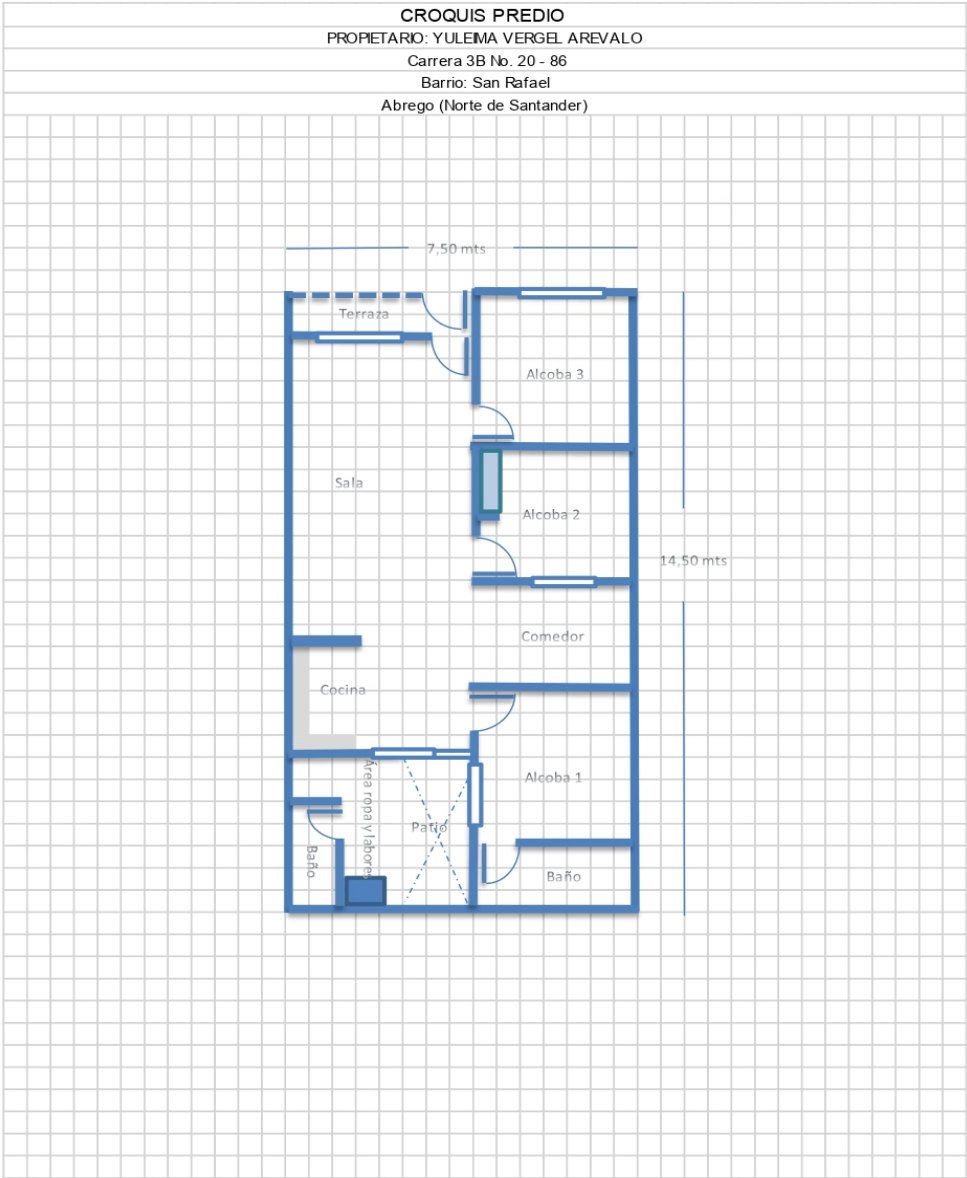 CROQUIS PREDIO
PROPIETARIO: YULEIMA VERGEL AREVALO
Carrera 3B No. 20 - 86
Barrio: San Rafael
Abrego (Norte de Santander)
7,50 mts
Terraza
Alcoba 3
Sala
Alcoba 2
14,50 mts
Comedor
Cocina
Alcoba 1
Área ropa y labores
Patio
Baño
Baño